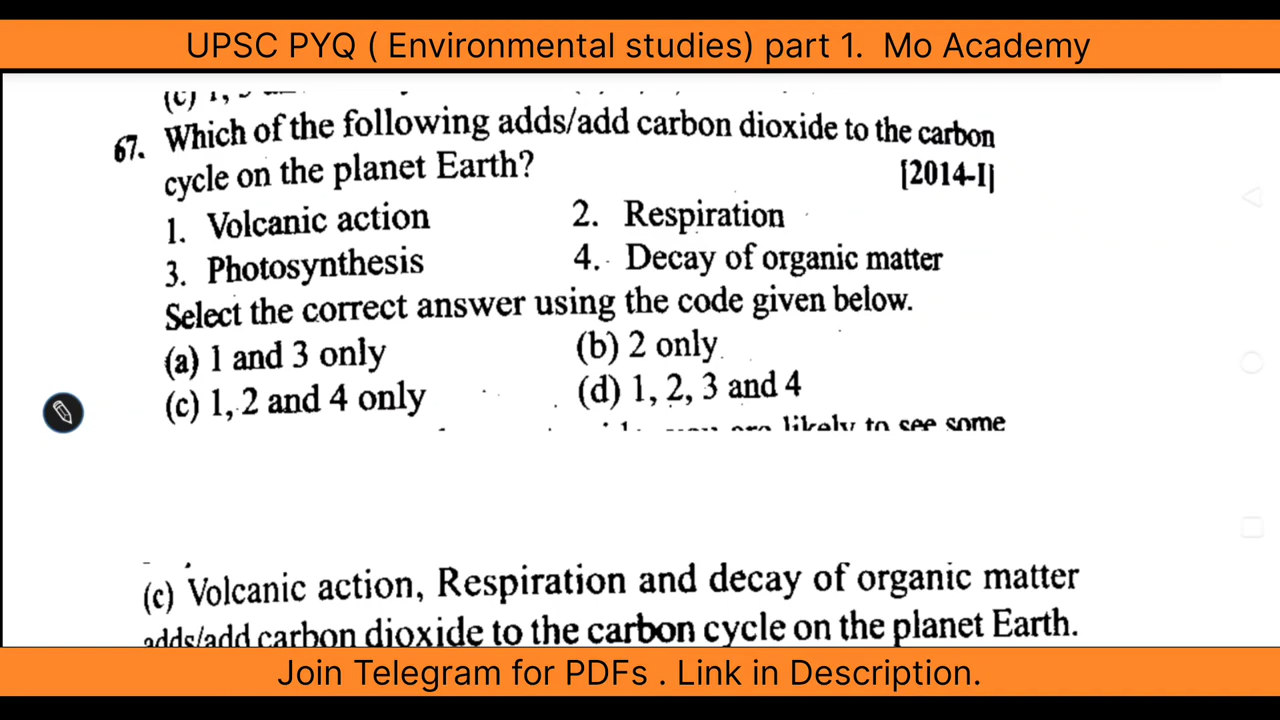 UPSC PYQ ( Environmental studies) part 1. Mo Academy
67. Which of the following adds/add carbon dioxide to the carbon
cycle on the planet Earth? [2014-I]
1. Volcanic action 2. Respiration
3. Photosynthesis 4. Decay of organic matter
Select the correct answer using the code given below.
(a) 1 and 3 only (b) 2 only
(c) 1, 2 and 4 only (d) 1, 2, 3 and 4
likely to see some
(c) Volcanic action, Respiration and decay of organic matter
adds/add carbon dioxide to the carbon cycle on the planet Earth.
Join Telegram for PDFs . Link in Description.